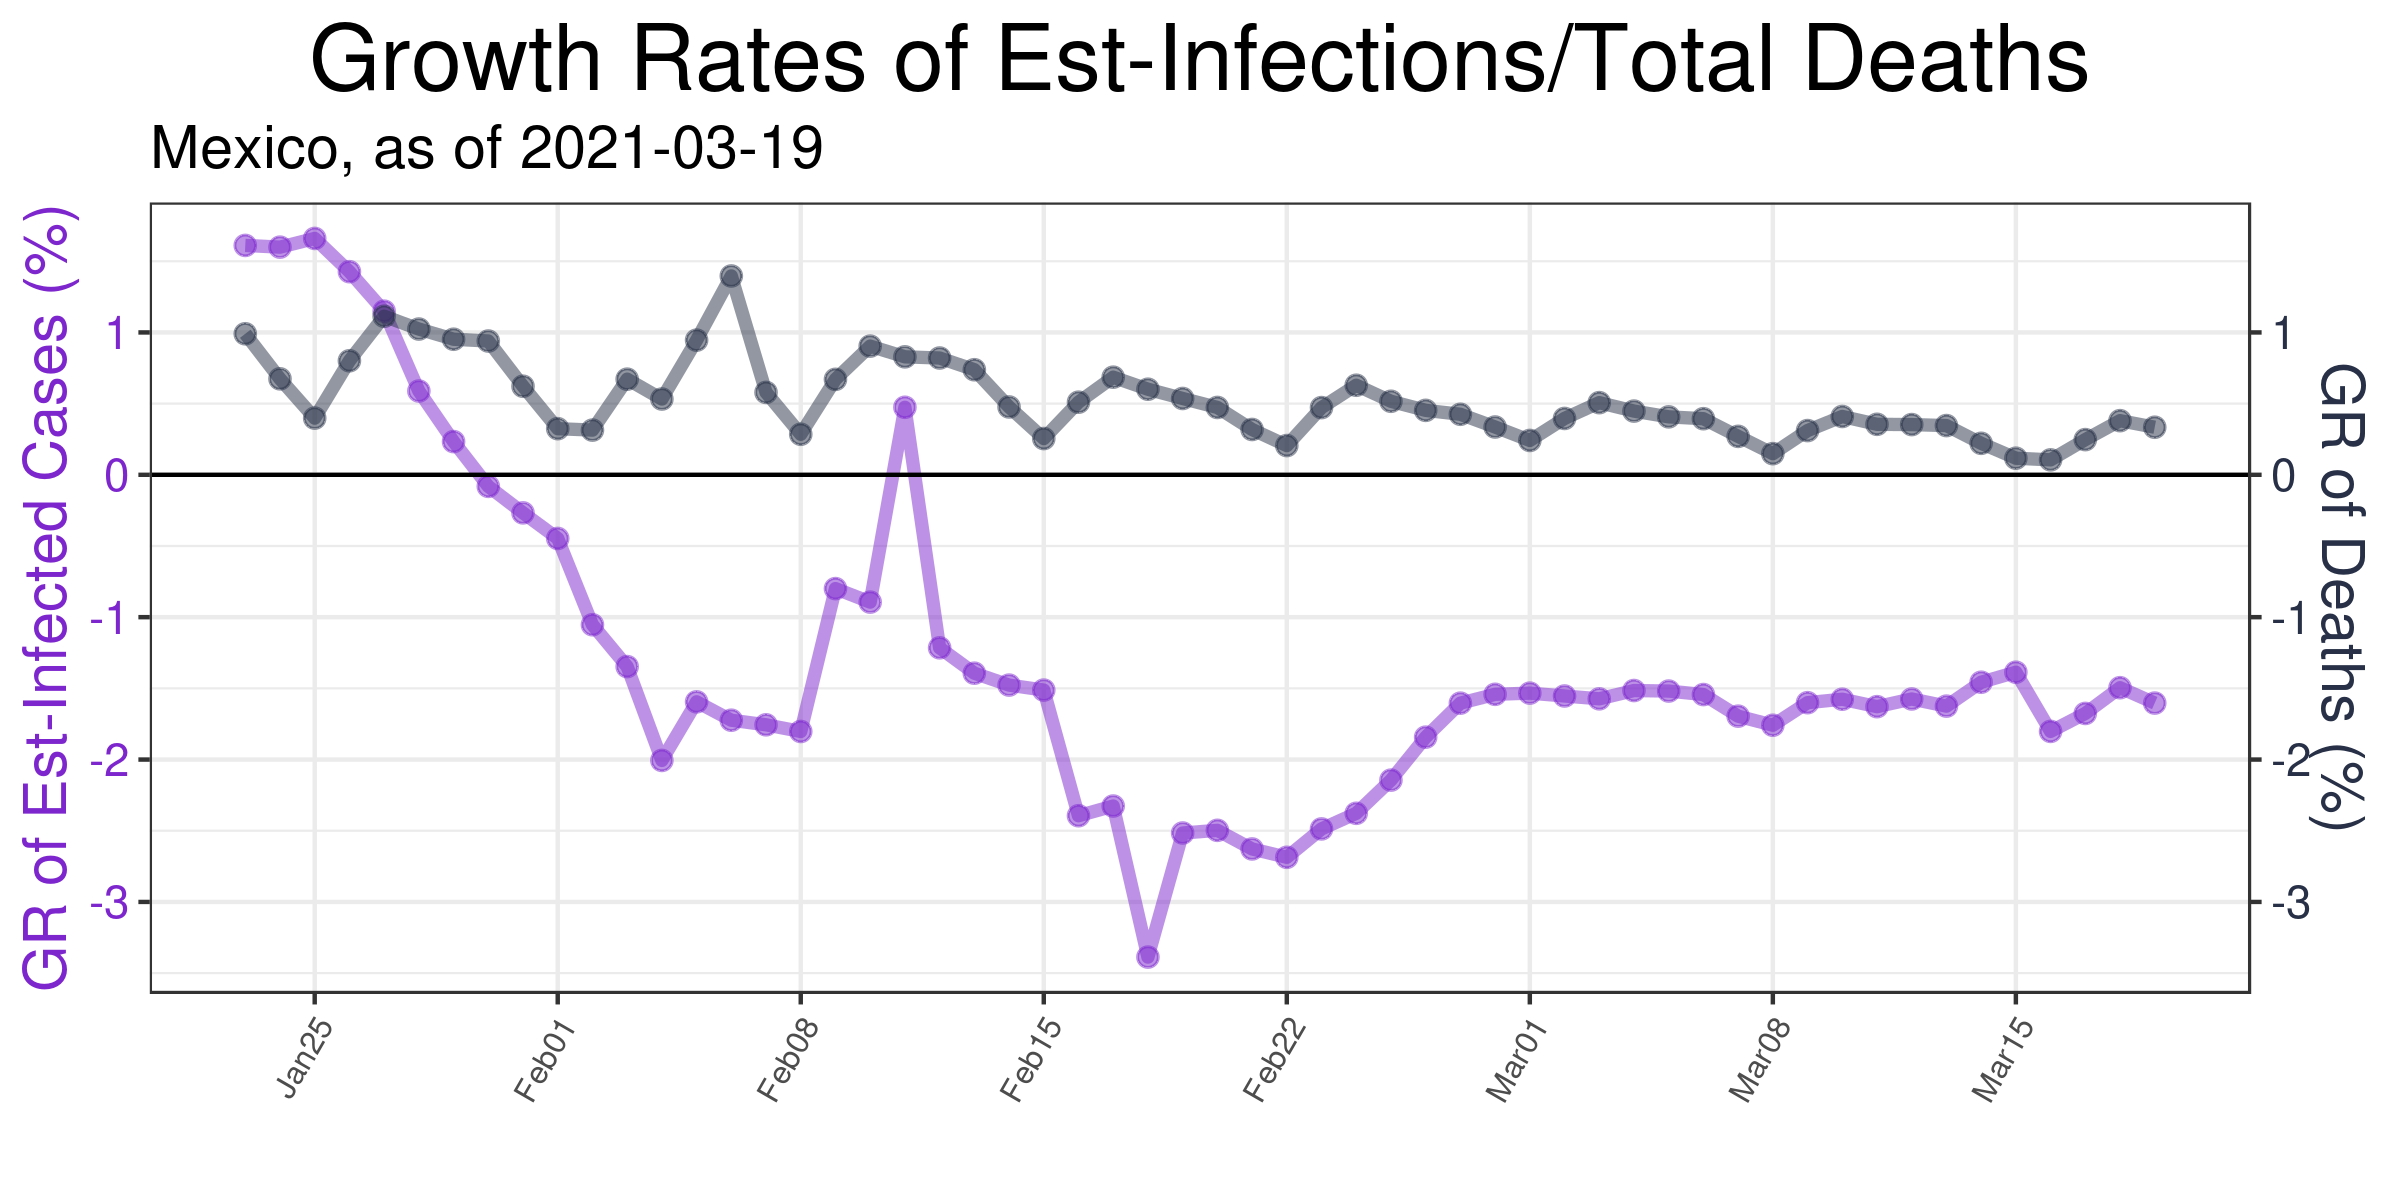 Growth Rates of Est-Infections/Total Deaths
Mexico, as of 2021-03-19
GR of Est-Infected Cases (%)
1
0
-1
-2
-3
1
0
-1
-2
-3
GR of Deaths (%)
Jan25
Feb01
Feb08
Feb15
Feb22
Mar01
Mar08
Mar15